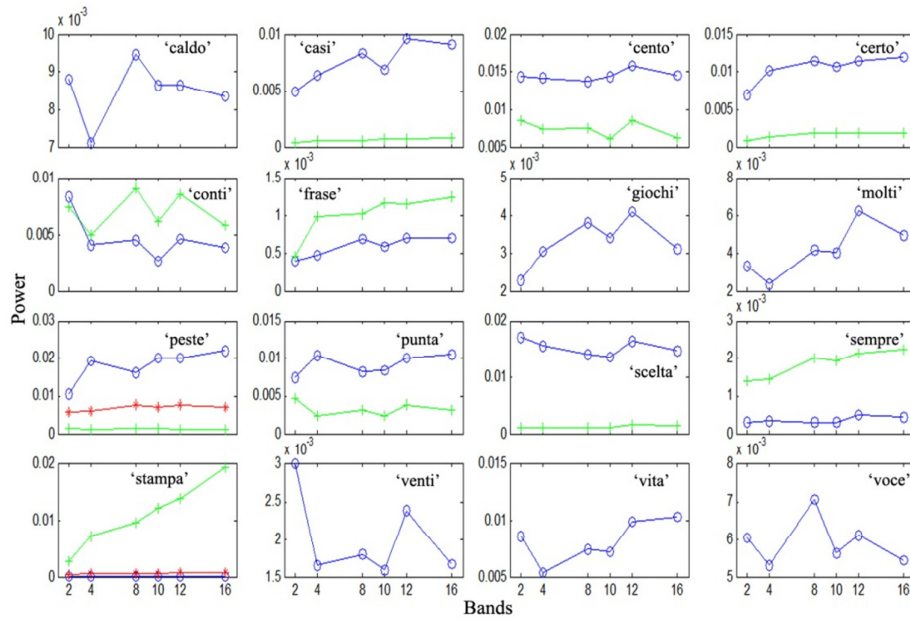 x 10⁻³
10
9
8
7
'caldo'
0.01
0.005
0
'casi'
0.02
0.015
0.01
0.005
'cento'
0.015
0.01
0.005
0
'certo'
0.01
0.005
0
'conti'
x 10⁻³
1.5
1
0.5
0
'frase'
x 10⁻³
5
4
3
2
'giochi'
x 10⁻³
8
6
4
2
'molti'
0.03
0.02
0.01
0
'peste'
0.015
0.01
0.005
0
'punta'
0.02
0.01
0
'scelta'
x 10⁻³
3
2
1
0
'sempre'
0.02
0.01
0
'stampa'
2 4 8 10 12 16
x 10⁻³
3
2.5
2
1.5
'venti'
2 4 8 10 12 16
0.015
0.01
0.005
'vita'
2 4 8 10 12 16
x 10⁻³
8
7
6
5
'voce'
2 4 8 10 12 16
Power
Bands